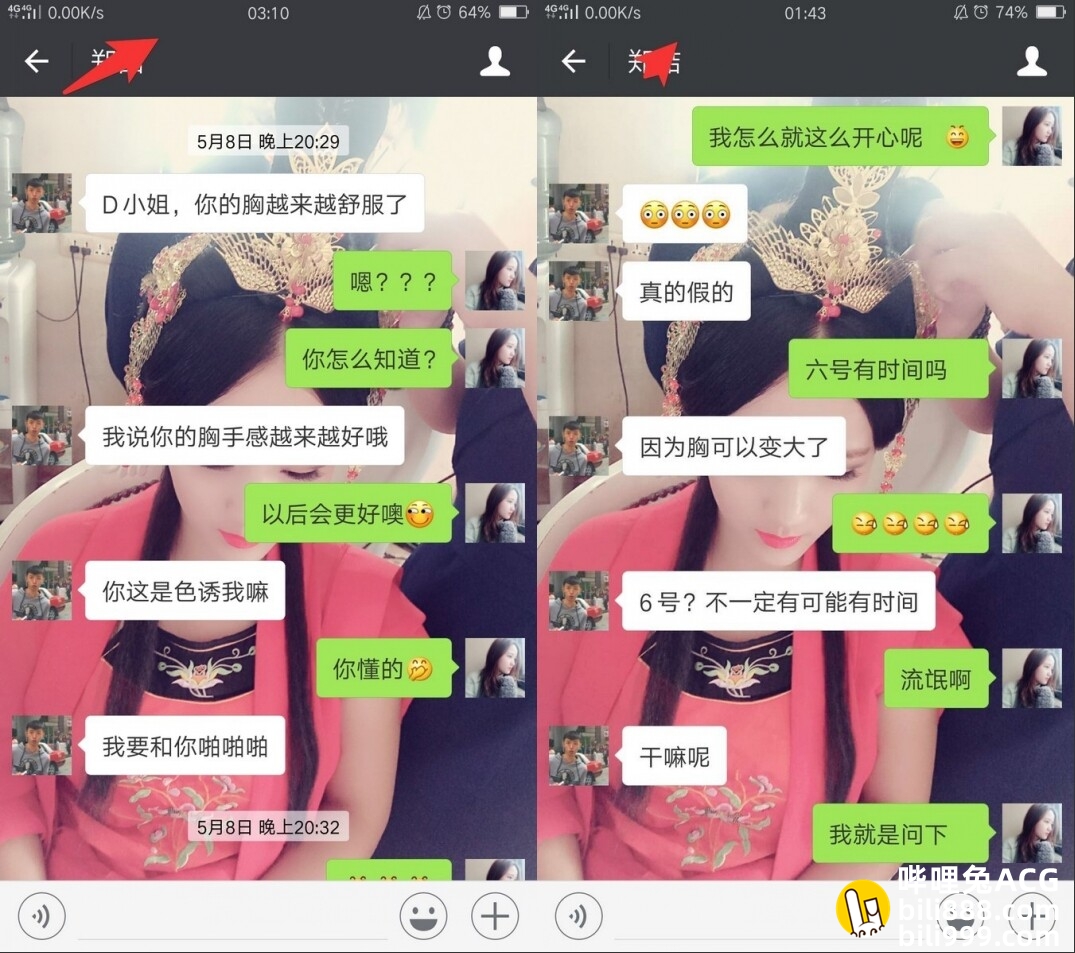 4G 4G 0.00K/s 03:10 64%
5月8日 晚上20:29
D小姐，你的胸越来越舒服了
嗯？？？
你怎么知道？
我说你的胸手感越来越好哦
以后会更好噢
你这是色诱我嘛
你懂的
我要和你啪啪啪
5月8日 晚上20:32
4G 4G 0.00K/s 01:43 74%
我怎么就这么开心呢 😄
😳😳😳
真的假的
六号有时间吗
因为胸可以变大了
6号？不一定有可能有时间
流氓啊
干嘛呢
我就是问下
哔哩兔ACG
bili888.com
bili999.com